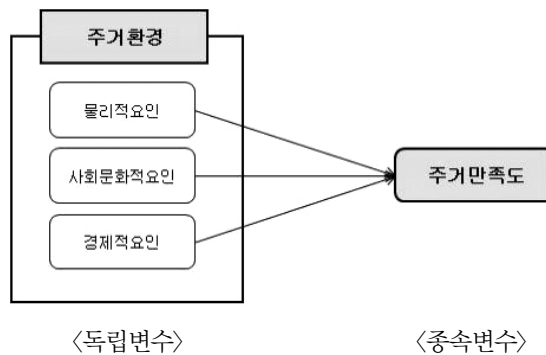 주거환경
물리적요인
사회문화적요인
주거만족도
경제적요인
〈독립변수〉
〈종속변수〉